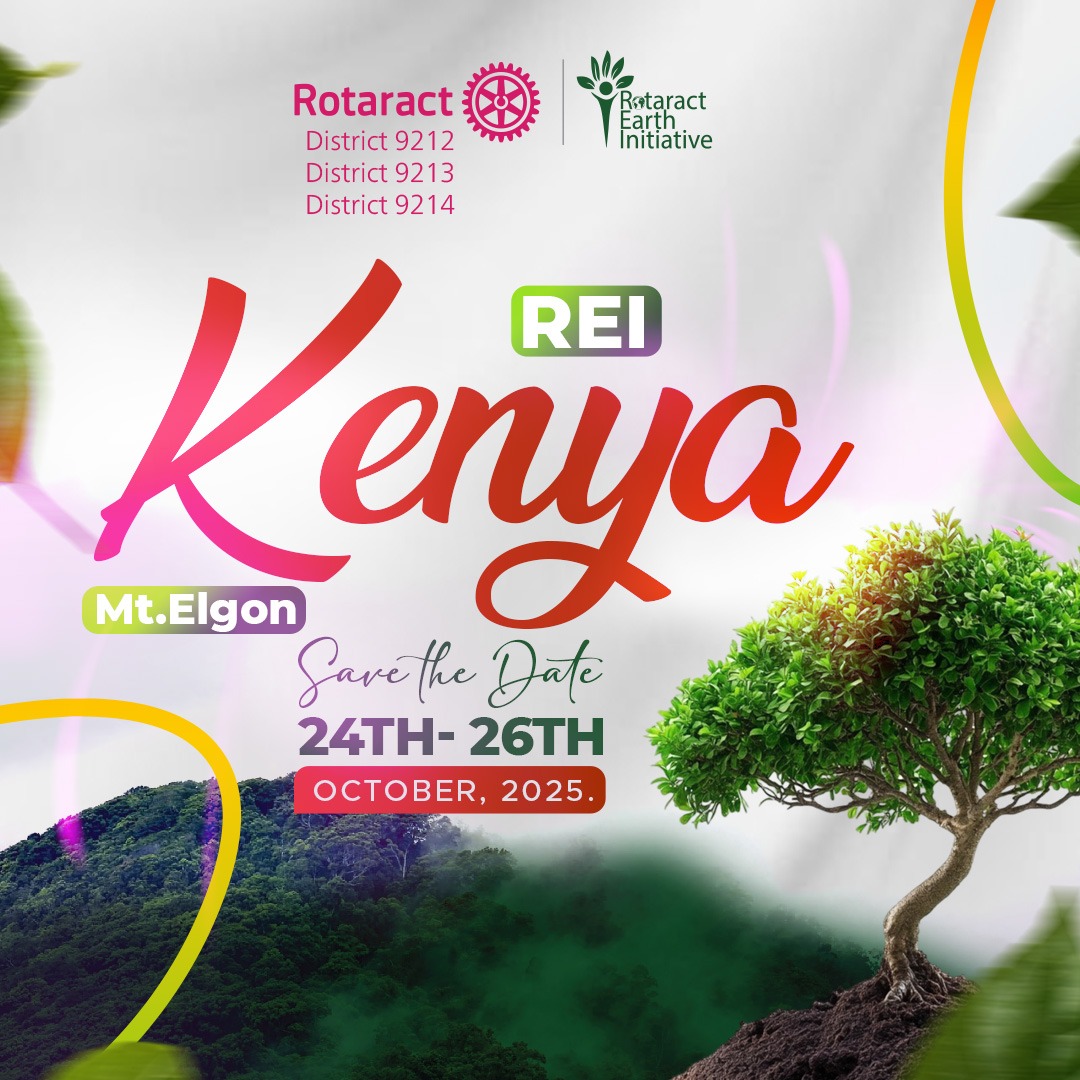 Rotaract
District 9212
District 9213
District 9214
Rotaract
Earth
Initiative
REI
Kenya
Mt.Elgon
Save the Date
24TH- 26TH
OCTOBER, 2025.